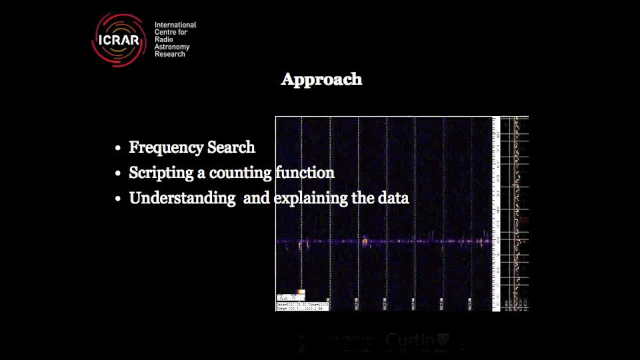 ICRAR
International
Centre for
Radio
Astronomy
Research
Approach
• Frequency Search
• Scripting a counting function
• Understanding and explaining the data
Curtin